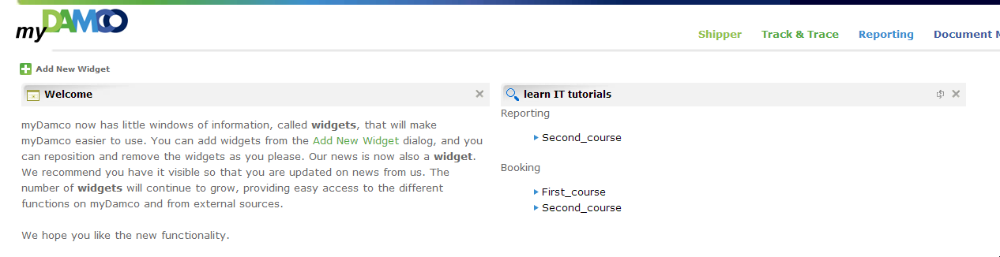 myDAMCO
Shipper Track & Trace Reporting Document
Add New Widget
Welcome
myDamco now has little windows of information, called widgets, that will make
myDamco easier to use. You can add widgets from the Add New Widget dialog, and you
can reposition and remove the widgets as you please. Our news is now also a widget.
We recommend you have it visible so that you are updated on news from us. The
number of widgets will continue to grow, providing easy access to the different
functions on myDamco and from external sources.
We hope you like the new functionality.
learn IT tutorials
Reporting
Second_course
Booking
First_course
Second_course